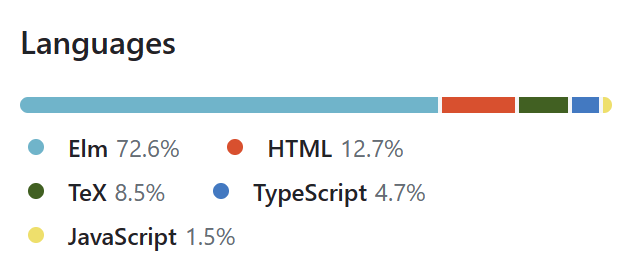 Languages
Elm 72.6% HTML 12.7%
TeX 8.5% TypeScript 4.7%
JavaScript 1.5%